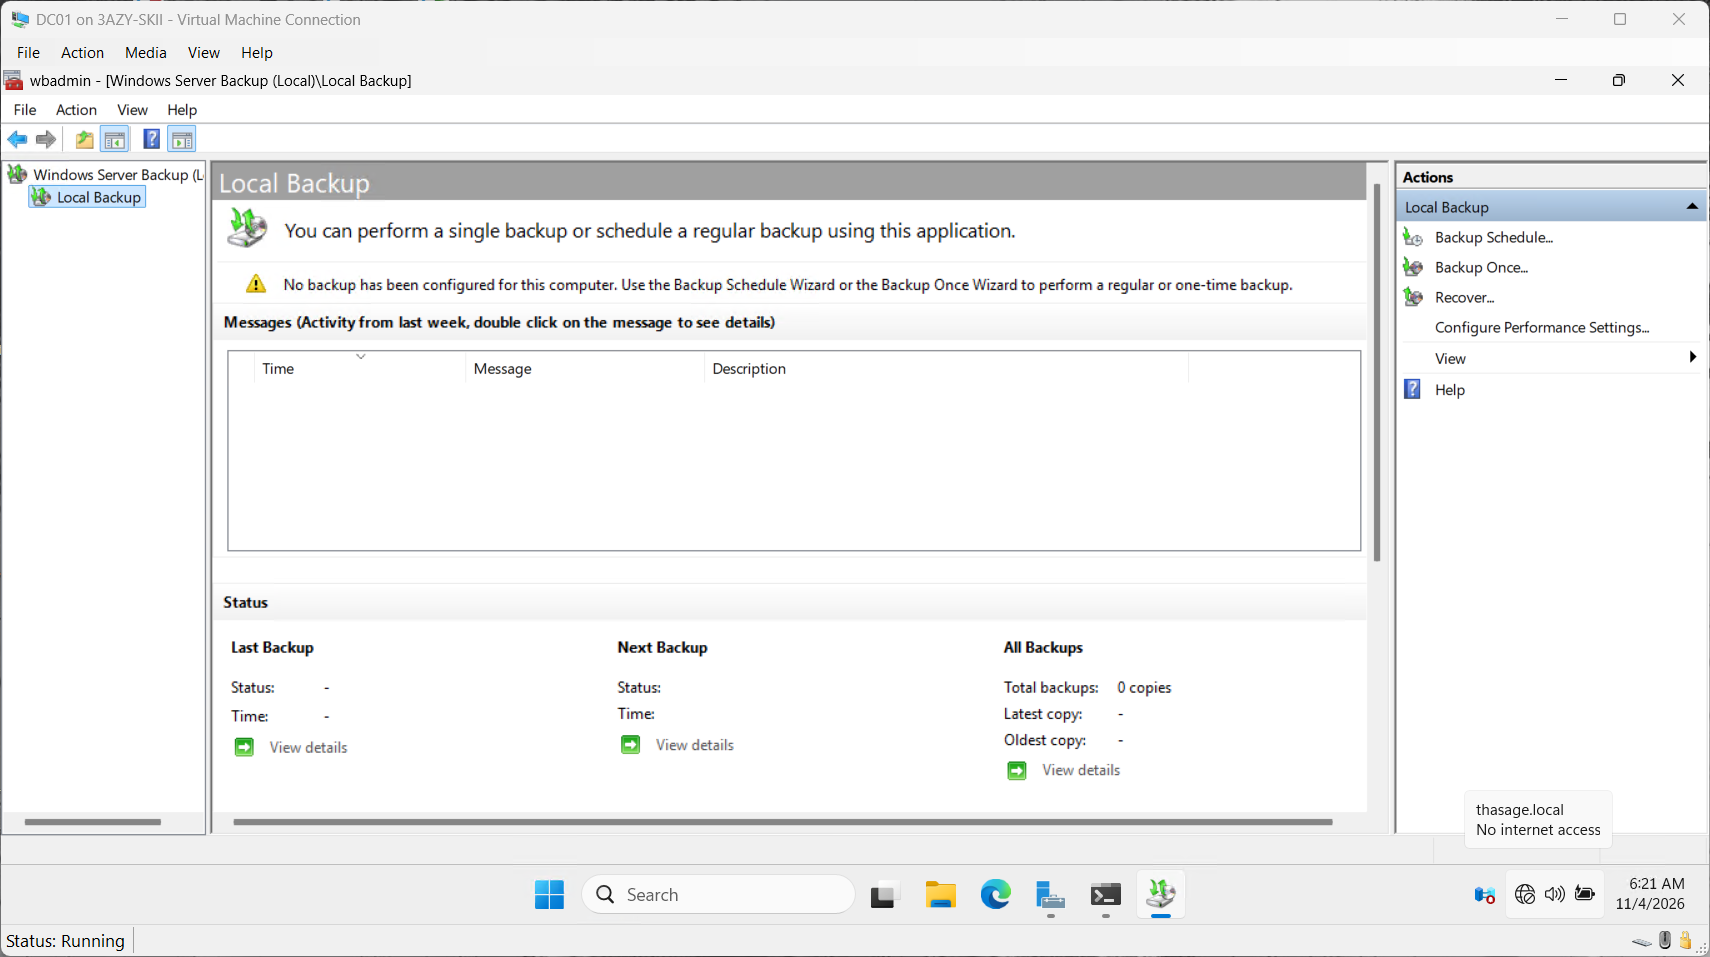 DC01 on 3AZY-SKII - Virtual Machine Connection
File Action Media View Help
wbadmin - [Windows Server Backup (Local)\Local Backup]
File Action View Help
Windows Server Backup (L
Local Backup
Local Backup
You can perform a single backup or schedule a regular backup using this application.
No backup has been configured for this computer. Use the Backup Schedule Wizard or the Backup Once Wizard to perform a regular or one-time backup.
Messages (Activity from last week, double click on the message to see details)
Time Message Description
Status
Last Backup
Status: -
Time: -
View details
Next Backup
Status:
Time:
View details
All Backups
Total backups: 0 copies
Latest copy: -
Oldest copy: -
View details
Actions
Local Backup
Backup Schedule...
Backup Once...
Recover...
Configure Performance Settings...
View
Help
thasage.local
No internet access
Search
6:21 AM
11/4/2026
Status: Running